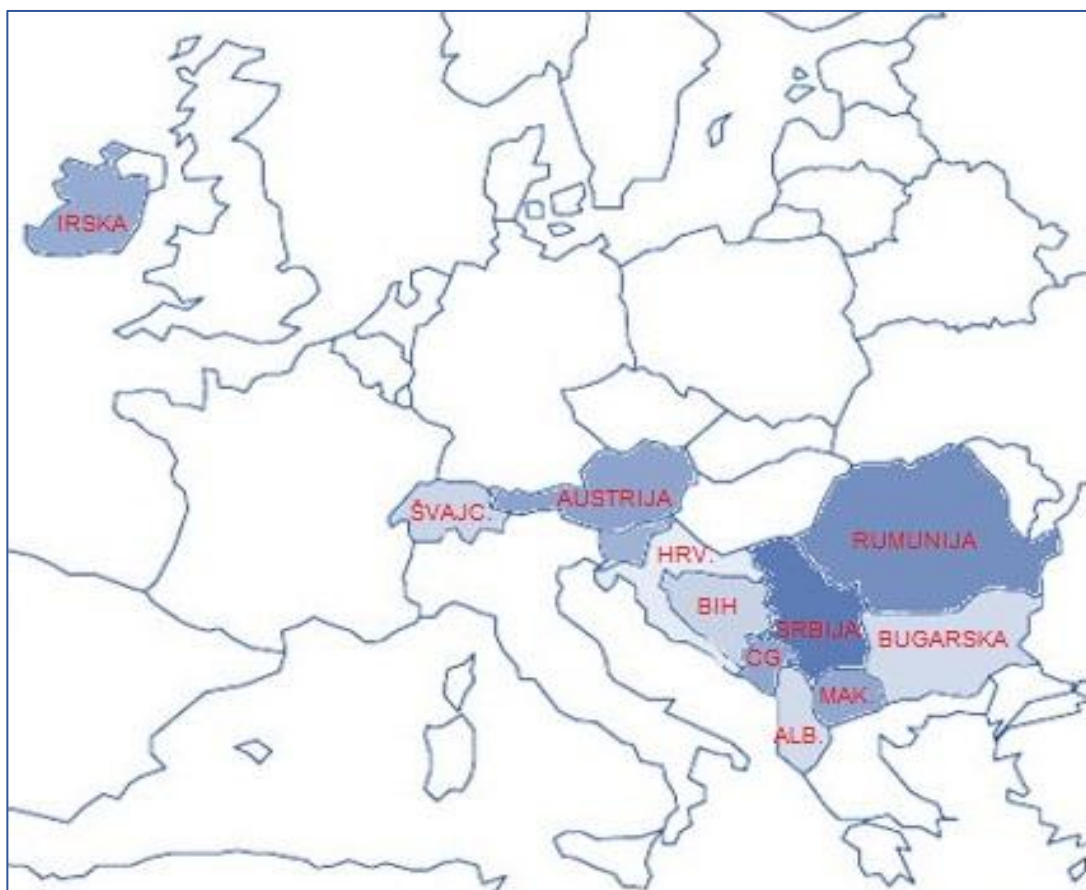 IRSKA
ŠVAJC.
AUSTRIJA
HRV.
RUMUNIJA
BIH
SRBIJA
BUGARSKA
CG
MAK.
ALB.